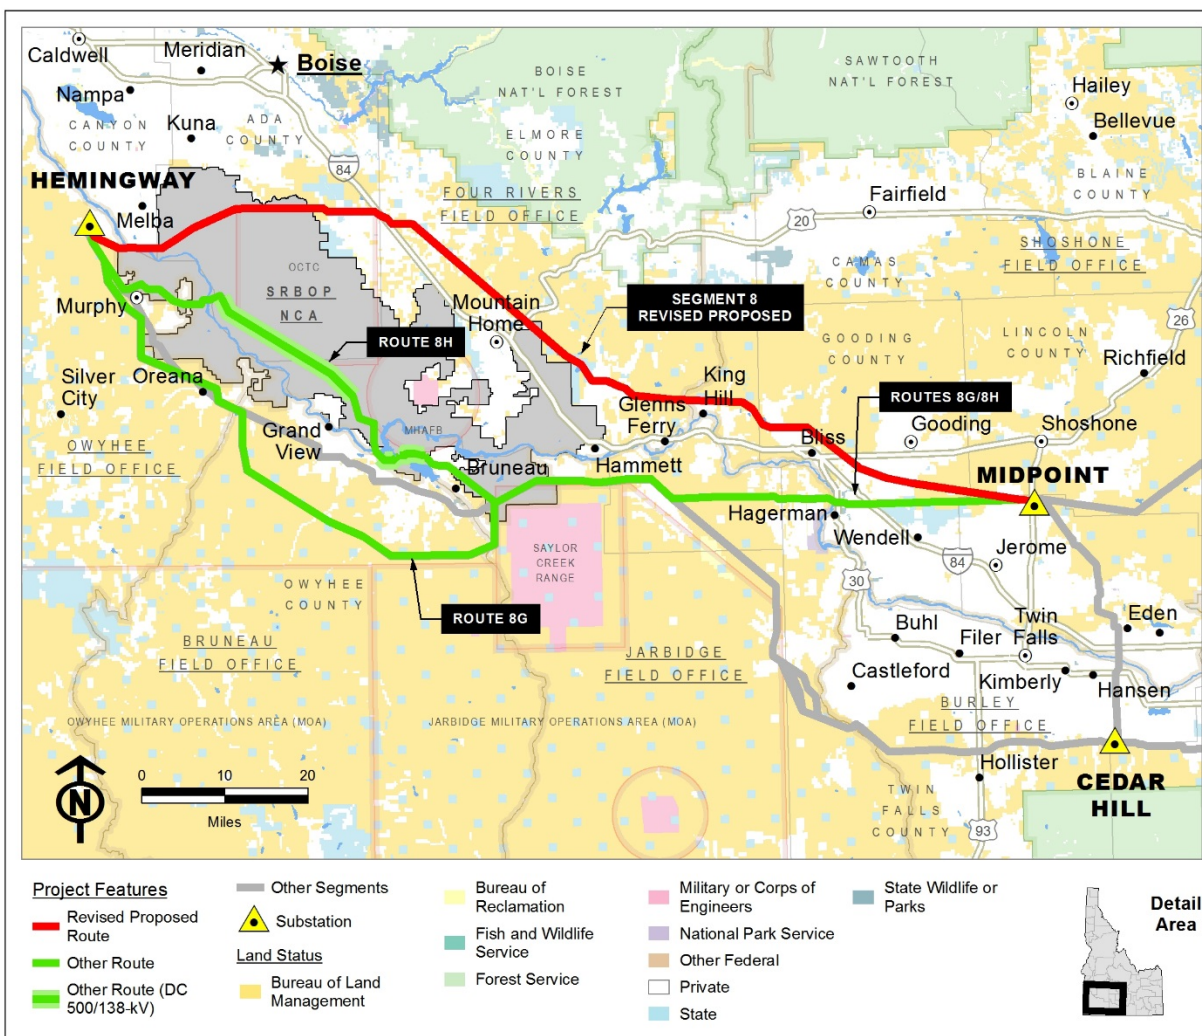 Caldwell
Meridian
Boise
Nampa
CANYON
COUNTY
Kuna
ADA
COUNTY
84
BOISE
NAT'L FOREST
SAWTOOTH
NAT'L FOREST
ELMORE
COUNTY
Hailey
Bellevue
BLAINE
COUNTY
HEMINGWAY
Melba
FOUR RIVERS
FIELD OFFICE
20
Fairfield
SHOSHONE
FIELD OFFICE
CAMAS
COUNTY
OCTC
SRBOP
NCA
Murphy
Mountain
Home
SEGMENT 8
REVISED PROPOSED
ROUTE 8H
GOODING
COUNTY
LINCOLN
COUNTY
26
Richfield
Silver
City
Oreana
King
Hill
Glenns
Ferry
ROUTES 8G/8H
Gooding
Shoshone
Bliss
OWYHEE
FIELD OFFICE
Grand
View
MHAFB
Bruneau
Hammett
MIDPOINT
Hagerman
Wendell
Jerome
84
30
SAYLOR
CREEK
RANGE
OWYHEE
COUNTY
ROUTE 8G
BRUNEAU
FIELD OFFICE
JARBIDGE
FIELD OFFICE
Buhl
Filer
Twin
Falls
Eden
Castleford
Kimberly
Hansen
BURLEY
FIELD OFFICE
OWYHEE MILITARY OPERATIONS AREA (MOA)
JARBIDGE MILITARY OPERATIONS AREA (MOA)
Hollister
CEDAR
HILL
TWIN
FALLS
COUNTY
93
N
0 10 20
Miles
Project Features
Revised Proposed
Route
Other Route
Other Route (DC
500/138-kV)
Other Segments
Substation
Land Status
Bureau of Land
Management
Bureau of
Reclamation
Fish and Wildlife
Service
Forest Service
Military or Corps of
Engineers
National Park Service
Other Federal
Private
State
State Wildlife or
Parks
Detail
Area